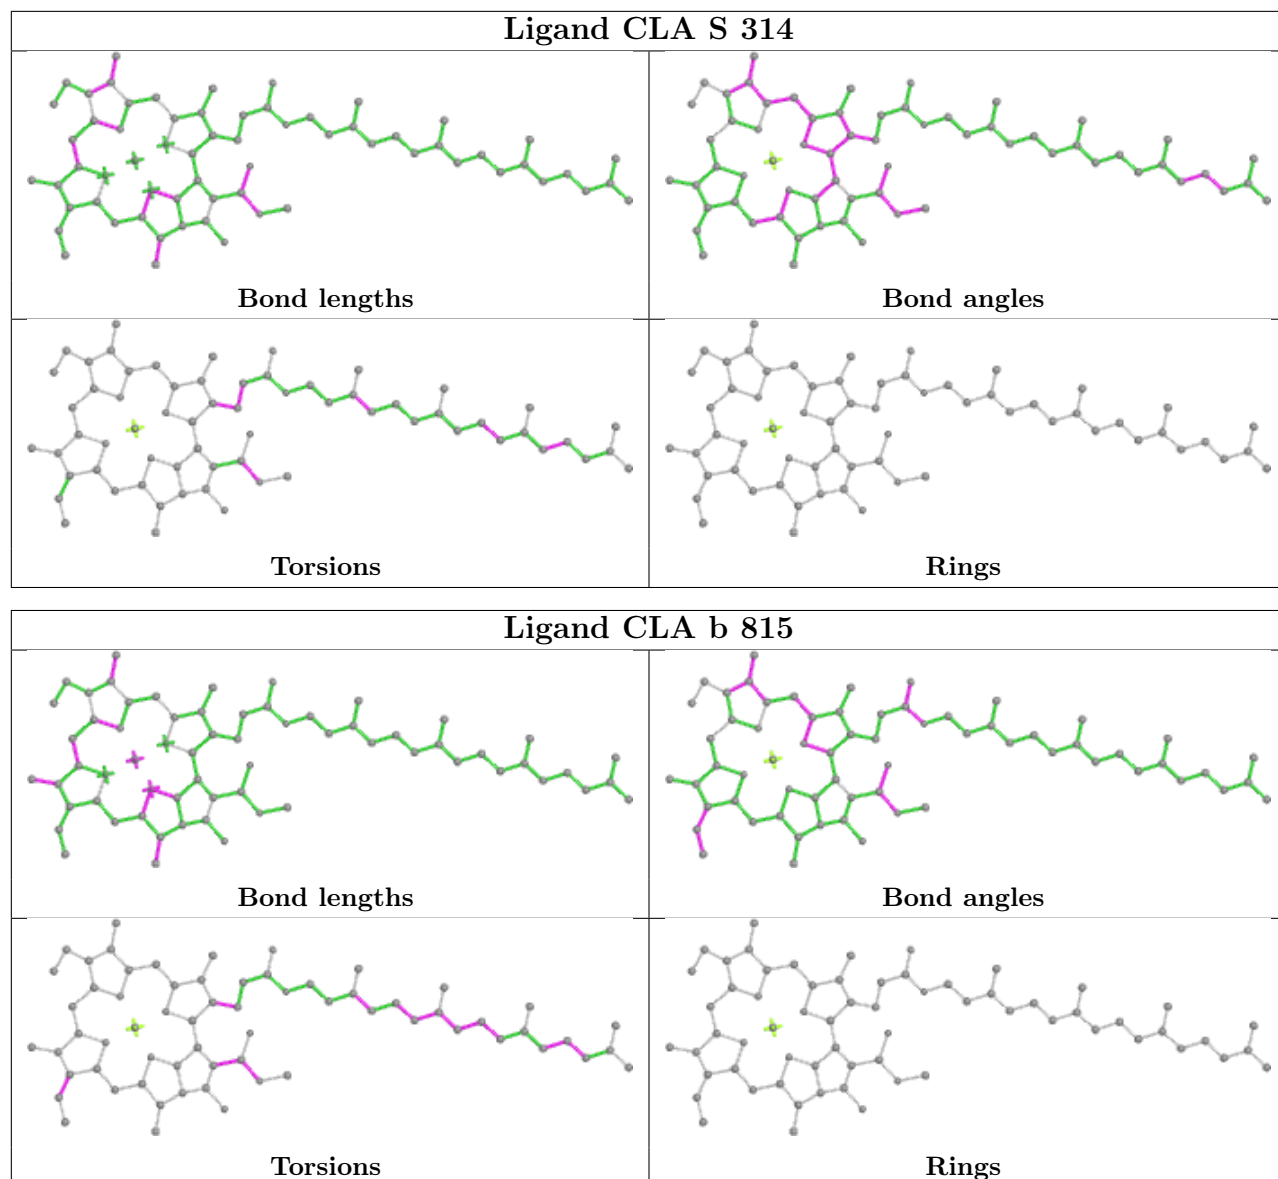 Ligand CLA S 314
Bond lengths
Bond angles
Torsions
Rings
Ligand CLA b 815
Bond lengths
Bond angles
Torsions
Rings